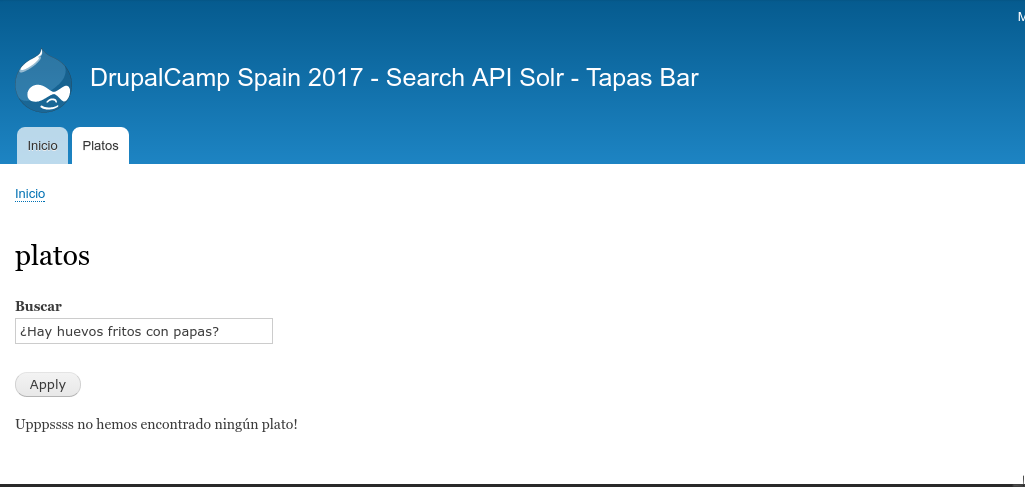 M
DrupalCamp Spain 2017 - Search API Solr - Tapas Bar
Inicio Platos
Inicio
platos
Buscar
¿Hay huevos fritos con papas?
Apply
Upppssss no hemos encontrado ningún plato!